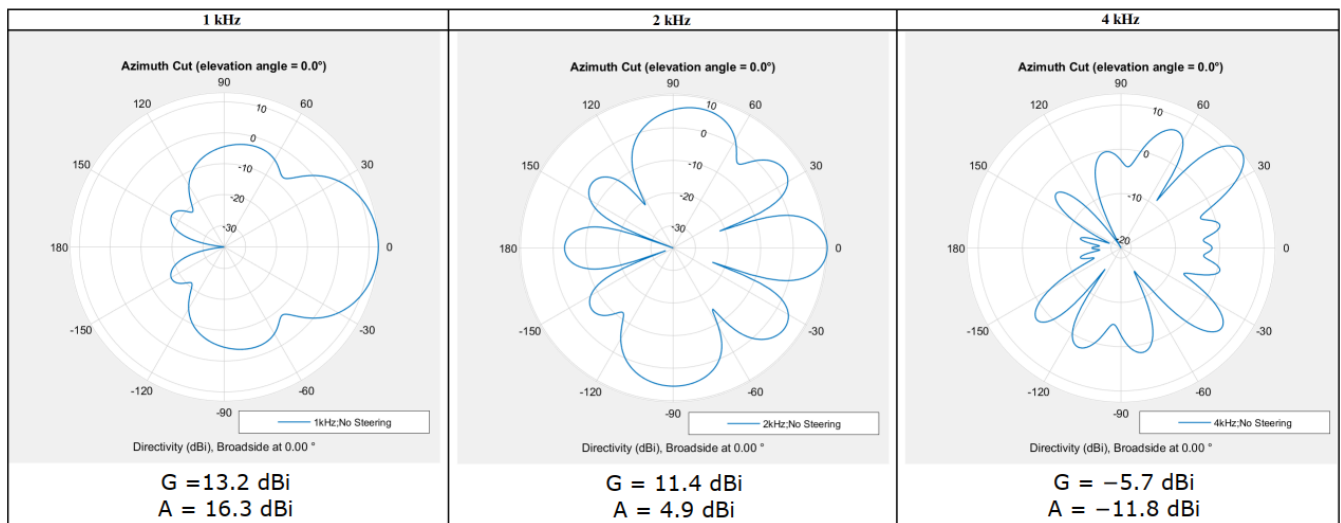 1 kHz
Azimuth Cut (elevation angle = 0.0°)
90
120
60
10
0
150
30
-10
-20
-30
180
0
-150
-30
-120
-60
-90
1kHz;No Steering
Directivity (dBi), Broadside at 0.00 °
G =13.2 dBi
A = 16.3 dBi
2 kHz
Azimuth Cut (elevation angle = 0.0°)
90
120
60
10
0
150
30
-10
-20
-30
180
0
-150
-30
-120
-60
-90
2kHz;No Steering
Directivity (dBi), Broadside at 0.00 °
G = 11.4 dBi
A = 4.9 dBi
4 kHz
Azimuth Cut (elevation angle = 0.0°)
90
120
60
10
0
150
30
-10
-20
180
0
-150
-30
-120
-60
-90
4kHz;No Steering
Directivity (dBi), Broadside at 0.00 °
G = −5.7 dBi
A = −11.8 dBi